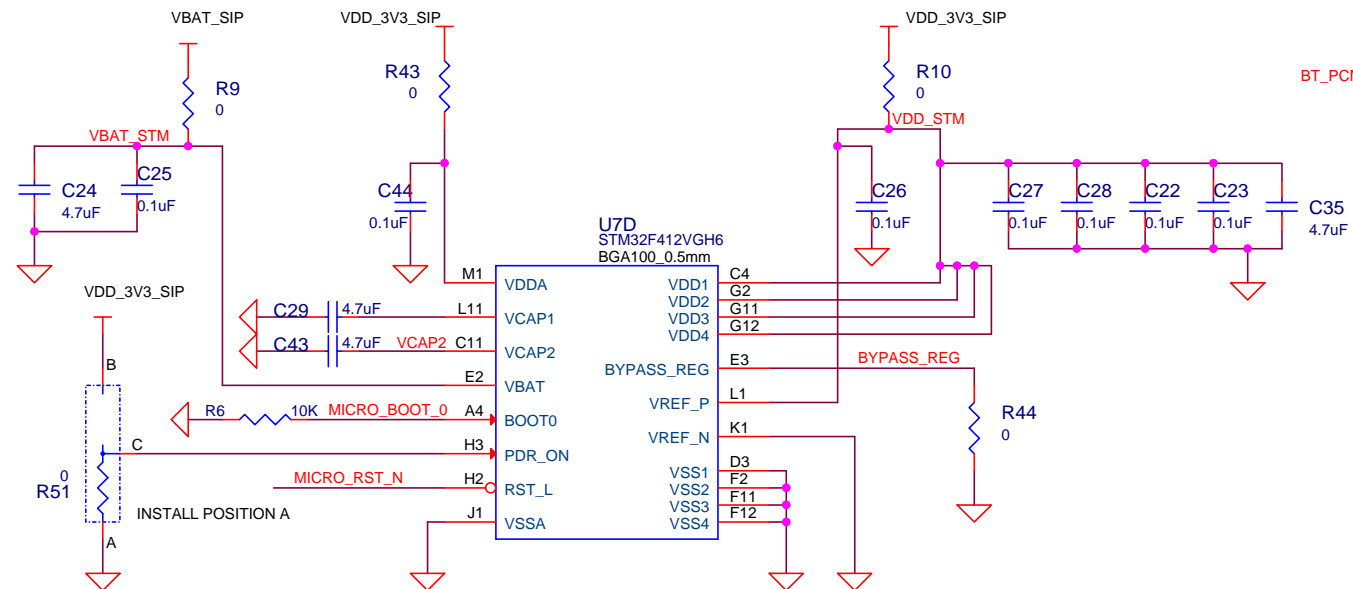 VBAT_SIP
VDD_3V3_SIP
VDD_3V3_SIP
R9
0
R43
0
R10
0
BT_PC
VBAT_STM
VDD_STM
C24
4.7uF
C25
0.1uF
C44
0.1uF
C26
0.1uF
C27
0.1uF
C28
0.1uF
C22
0.1uF
C23
0.1uF
C35
4.7uF
U7D
STM32F412VGH6
BGA100_0.5mm
VDD_3V3_SIP
M1
VDDA
C29
4.7uF
L11
VCAP1
C43
4.7uF
VCAP2
C11
VCAP2
E2
VBAT
R6
10K
MICRO_BOOT_0
A4
BOOT0
H3
PDR_ON
MICRO_RST_N
H2
RST_L
J1
VSSA
VDD1
C4
VDD2
G2
VDD3
G11
VDD4
G12
BYPASS_REG
E3
BYPASS_REG
VREF_P
L1
VREF_N
K1
VSS1
D3
VSS2
F2
VSS3
F11
VSS4
F12
R44
0
B
C
0
R51
INSTALL POSITION A
A